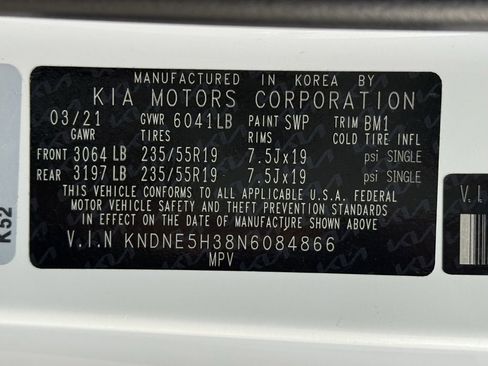 MANUFACTURED IN KOREA BY
KIA MOTORS CORPORATION
03/21 GVWR 6041LB PAINT SWP TRIM BM1
GAWR TIRES RIMS COLD TIRE INFL
FRONT 3064 LB 235/55R19 7.5Jx19 psi SINGLE
REAR 3197 LB 235/55R19 7.5Jx19 psi SINGLE
THIS VEHICLE CONFORMS TO ALL APPLICABLE U.S.A. FEDERAL
MOTOR VEHICLE SAFETY AND THEFT PREVENTION STANDARDS
IN EFFECT ON THE DATE OF MANUFACTURE SHOWN ABOVE
V.I.N KNDNE5H38N6084866
MPV
K52
V.I